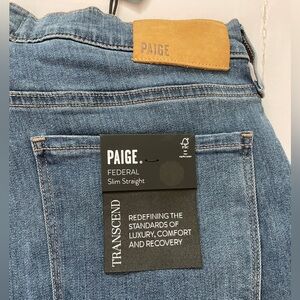 PAIGE
PAIGE.
FEDERAL
Slim Straight
TRANSCEND
REDEFINING THE
STANDARDS OF
LUXURY, COMFORT
AND RECOVERY